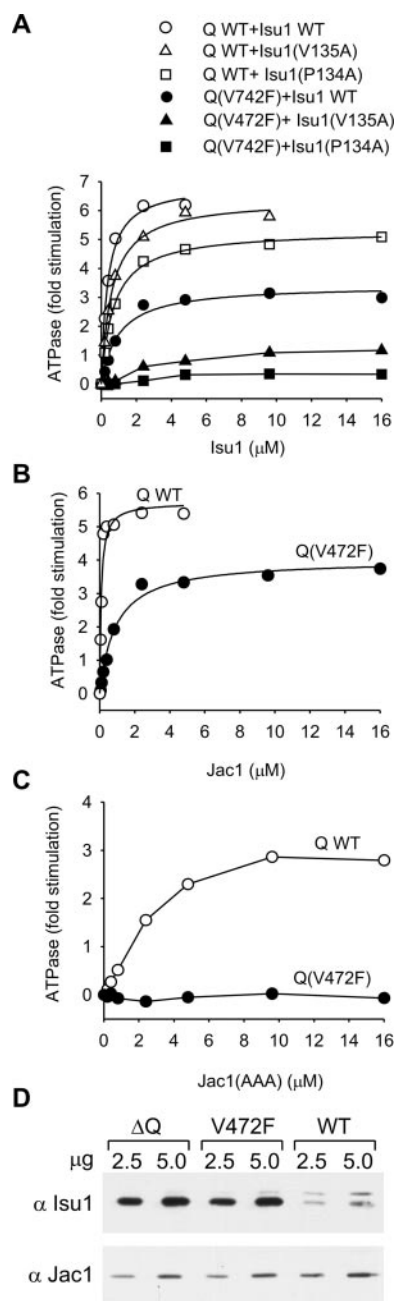 A
Q WT+Isu1 WT
Q WT+Isu1(V135A)
Q WT+ Isu1(P134A)
Q(V742F)+Isu1 WT
Q(V472F)+ Isu1(V135A)
Q(V742F)+Isu1(P134A)
ATPase (fold stimulation)
7
6
5
4
3
2
1
0
0 2 4 6 8 10 12 14 16
Isu1 (μM)
B
ATPase (fold stimulation)
6
5
4
3
2
1
0
Q WT
Q(V472F)
0 2 4 6 8 10 12 14 16
Jac1 (μM)
C
ATPase (fold stimulation)
4
3
2
1
0
Q WT
Q(V472F)
0 2 4 6 8 10 12 14 16
Jac1(AAA) (μM)
D
ΔQ V472F WT
μg 2.5 5.0 2.5 5.0 2.5 5.0
α Isu1
α Jac1